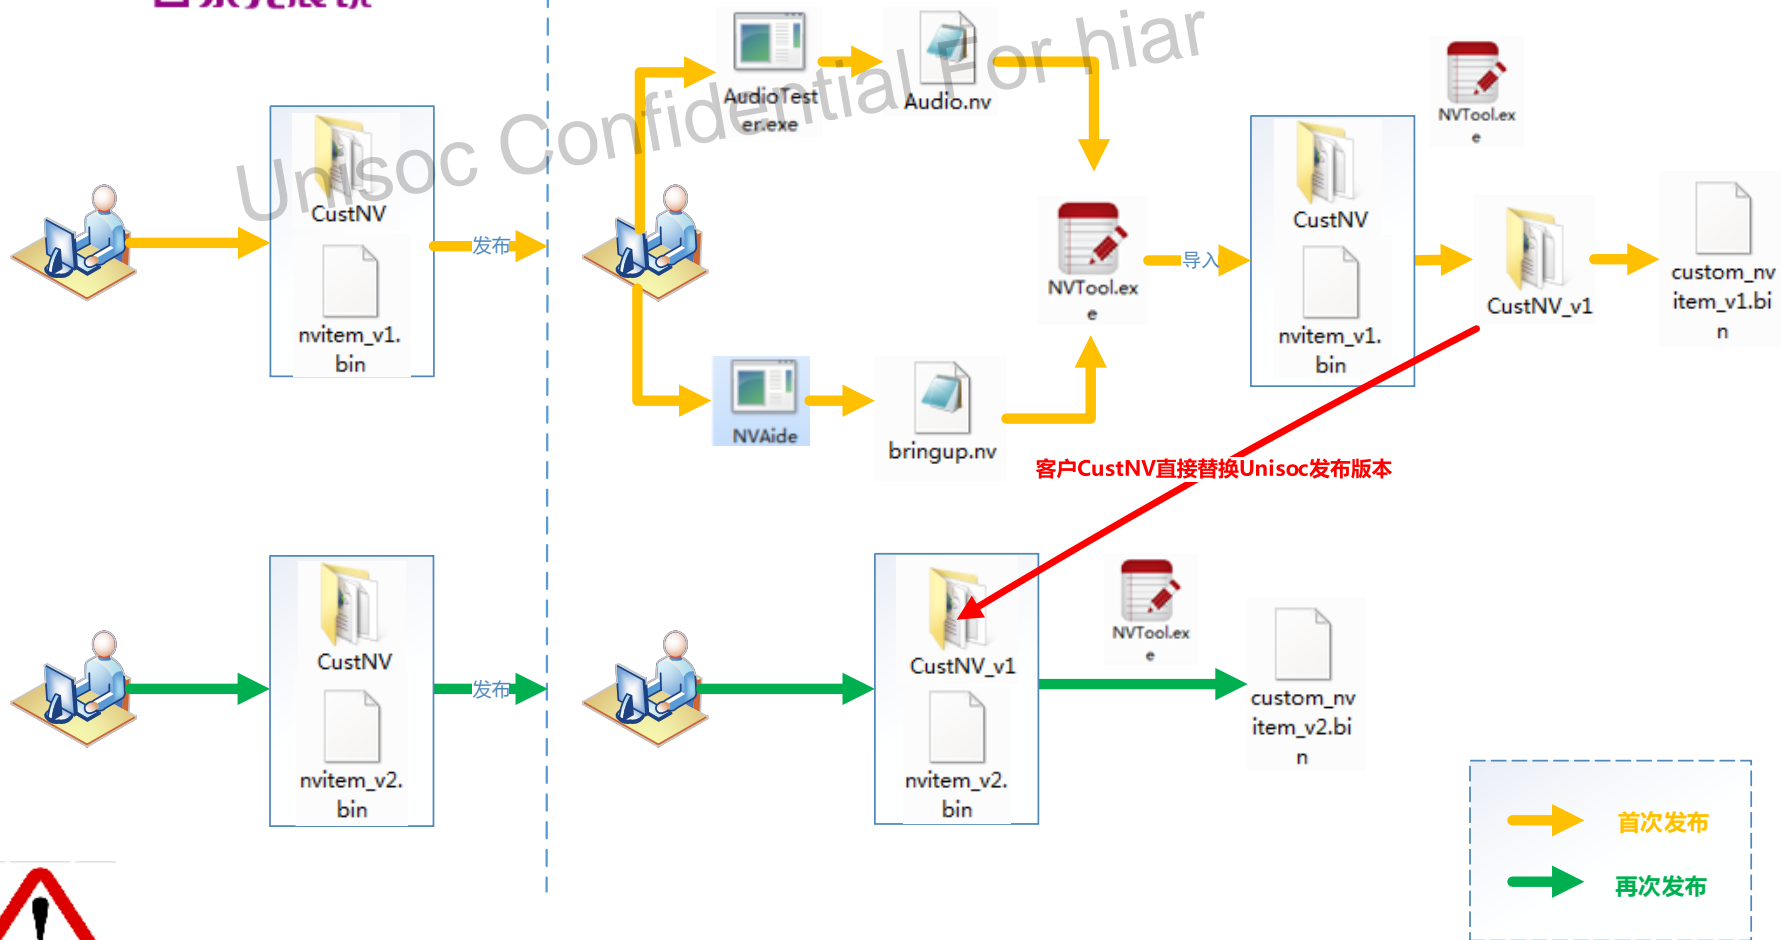 Unisoc Confidential For hiar
AudioTest
er.exe
Audio.nv
NVTool.ex
e
CustNV
nvitem_v1.
bin
发布
NVTool.ex
e
导入
CustNV
nvitem_v1.
bin
CustNV_v1
custom_nv
item_v1.bi
n
NVAide
bringup.nv
客户CustNV直接替换Unisoc发布版本
CustNV
nvitem_v2.
bin
发布
CustNV_v1
nvitem_v2.
bin
NVTool.ex
e
custom_nv
item_v2.bi
n
首次发布
再次发布